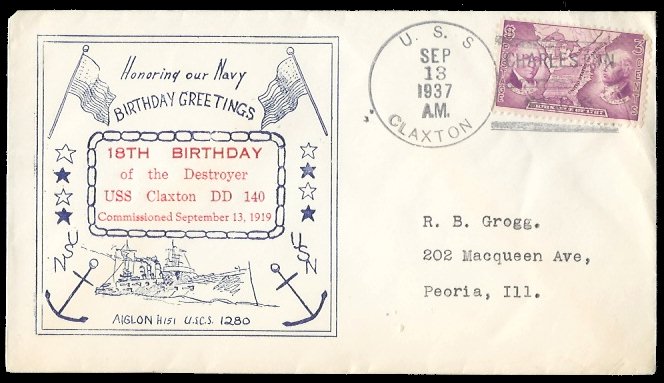 Honoring our Navy
BIRTHDAY GREETINGS
18TH BIRTHDAY
of the Destroyer
USS Claxton DD 140
Commissioned September 13, 1919
USN
USN
AIGLON H151 U.S.C.S. 1280
U. S. S
SEP
13
1937
A.M.
CLAXTON
CHARLESTON
R. B. Grogg.
202 Macqueen Ave,
Peoria, Ill.